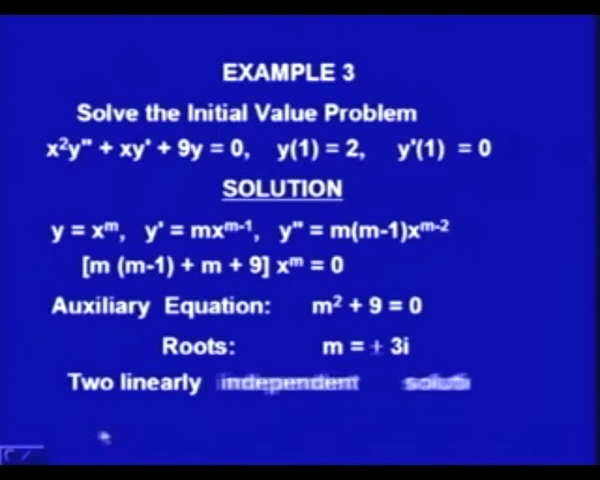 EXAMPLE 3
Solve the Initial Value Problem
x²y" + xy' + 9y = 0, y(1) = 2, y'(1) = 0
SOLUTION
y = xᵐ, y' = mxᵐ⁻¹, y" = m(m-1)xᵐ⁻²
[m (m-1) + m + 9] xᵐ = 0
Auxiliary Equation: m² + 9 = 0
Roots: m = ± 3i
Two linearly independent